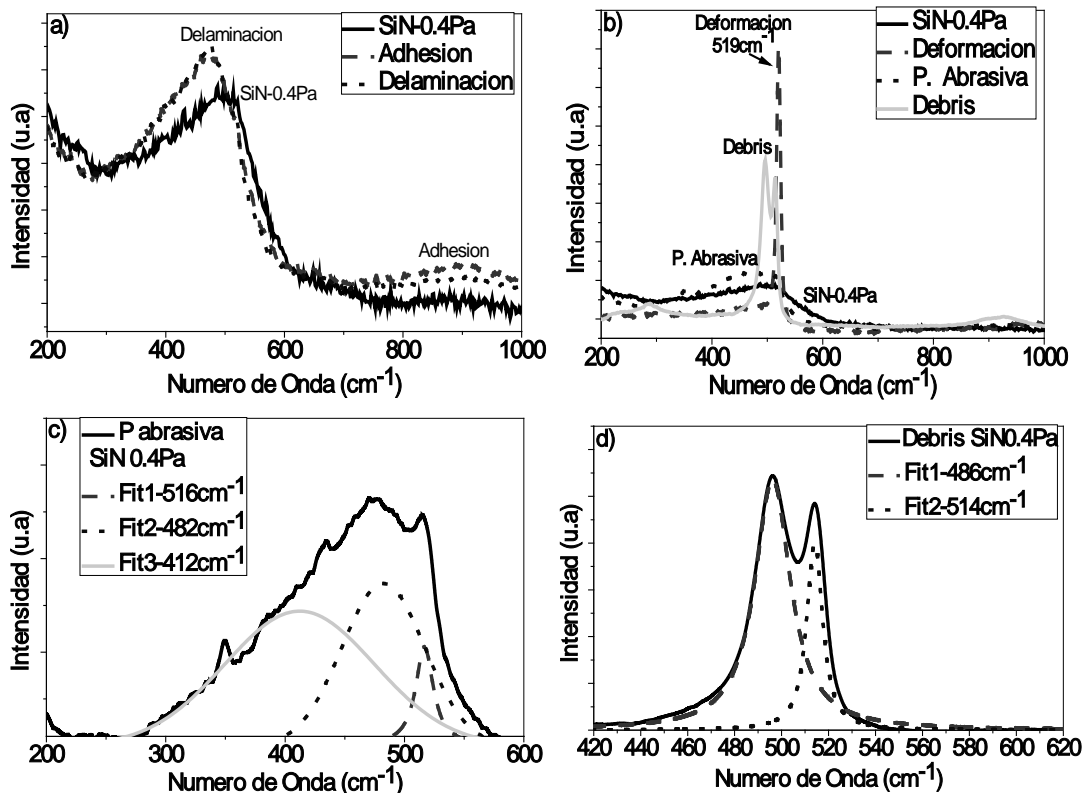 a)
Delaminacion
SiN-0.4Pa
SiN-0.4Pa
Adhesion
Delaminacion
Adhesion
Intensidad (u.a)
200 400 600 800 1000
Numero de Onda (cm⁻¹)
b)
Deformacion
519cm⁻¹
SiN-0.4Pa
Deformacion
P. Abrasiva
Debris
Debris
P. Abrasiva
SiN-0.4Pa
Intensidad (u.a)
200 400 600 800 1000
Numero de Onda (cm⁻¹)
c)
P abrasiva
SiN 0.4Pa
Fit1-516cm⁻¹
Fit2-482cm⁻¹
Fit3-412cm⁻¹
Intensidad (u.a)
200 300 400 500 600
Numero de Onda (cm⁻¹)
d)
Debris SiN0.4Pa
Fit1-486cm⁻¹
Fit2-514cm⁻¹
Intensidad (u.a)
420 440 460 480 500 520 540 560 580 600 620
Numero de Onda (cm⁻¹)